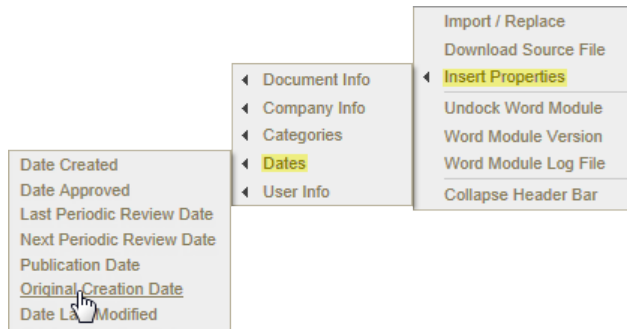 Import / Replace
Download Source File
Insert Properties
Undock Word Module
Word Module Version
Word Module Log File
Collapse Header Bar
Document Info
Company Info
Categories
Dates
User Info
Date Created
Date Approved
Last Periodic Review Date
Next Periodic Review Date
Publication Date
Original Creation Date
Date Last Modified